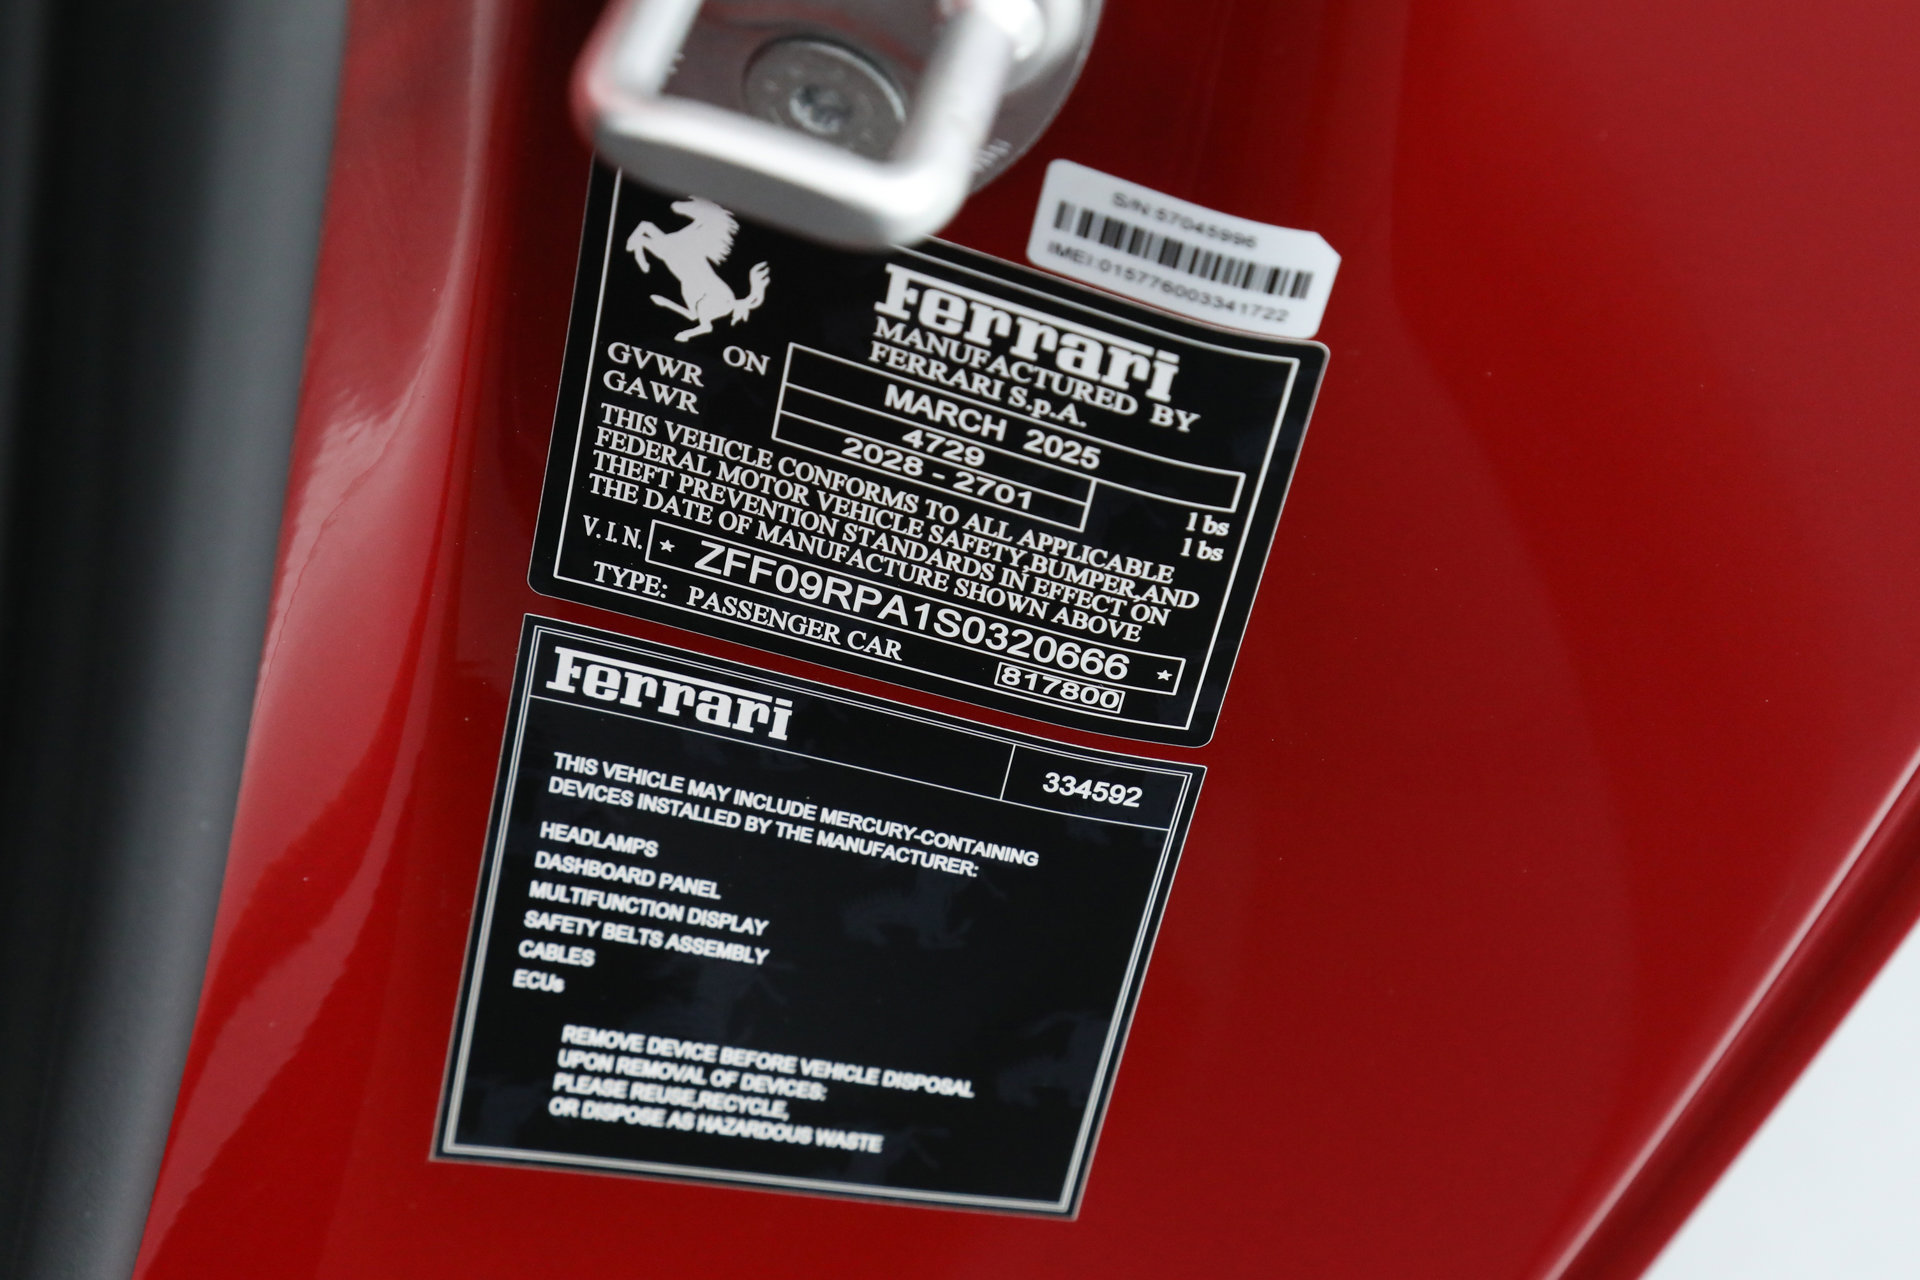 S/N:57045996
IMEI:015776003341722
Ferrari
MANUFACTURED BY
FERRARI S.p.A.
ON MARCH 2025
GVWR 4729 lbs
GAWR 2028 - 2701 lbs
THIS VEHICLE CONFORMS TO ALL APPLICABLE
FEDERAL MOTOR VEHICLE SAFETY,BUMPER,AND
THEFT PREVENTION STANDARDS IN EFFECT ON
THE DATE OF MANUFACTURE SHOWN ABOVE
V.I.N. * ZFF09RPA1S0320666 *
TYPE: PASSENGER CAR 817800
Ferrari 334592
THIS VEHICLE MAY INCLUDE MERCURY-CONTAINING
DEVICES INSTALLED BY THE MANUFACTURER:
HEADLAMPS
DASHBOARD PANEL
MULTIFUNCTION DISPLAY
SAFETY BELTS ASSEMBLY
CABLES
ECUs
REMOVE DEVICE BEFORE VEHICLE DISPOSAL
UPON REMOVAL OF DEVICES:
PLEASE REUSE,RECYCLE,
OR DISPOSE AS HAZARDOUS WASTE